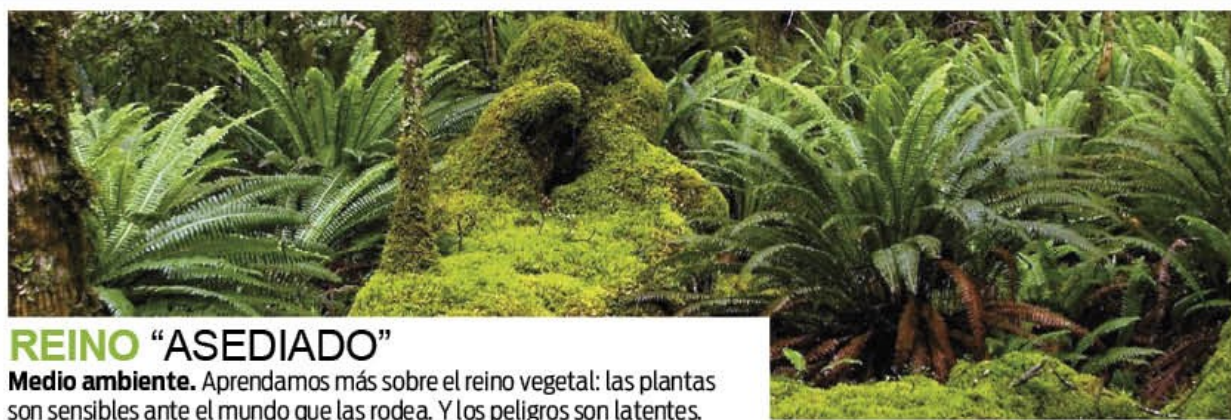 REINO “ASEDIADO”
Medio ambiente. Aprendamos más sobre el reino vegetal: las plantas
son sensibles ante el mundo que las rodea. Y los peligros son latentes.